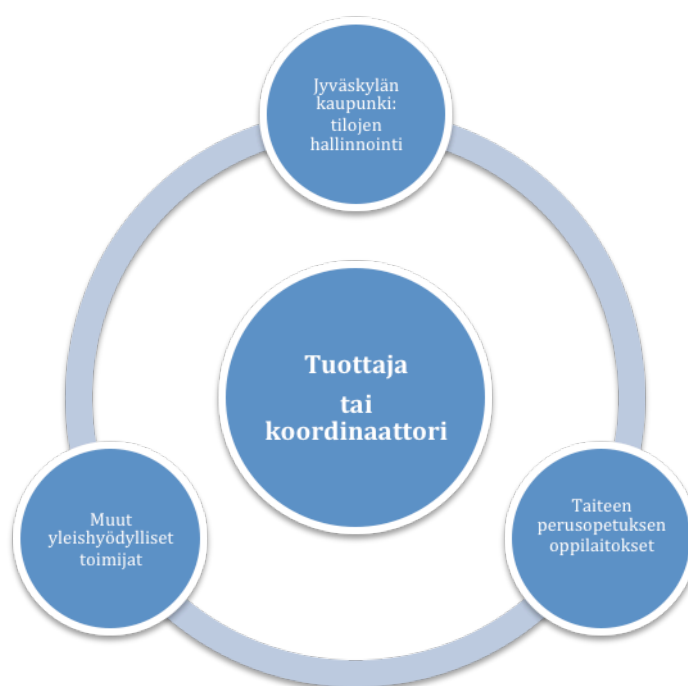 Jyväskylän
kaupunki:
tilojen
hallinnointi
Tuottaja
tai
koordinaattori
Muut
yleishyödylliset
toimijat
Taiteen
perusopetuksen
oppilaitokset